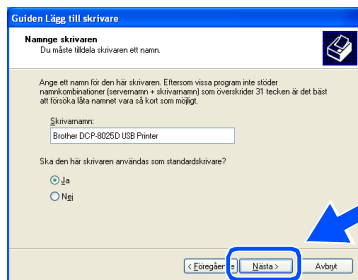 Guiden Lägg till skrivare
Namnge skrivaren
Du måste tilldela skrivaren ett namn.
Ange ett namn för den här skrivaren. Eftersom vissa program inte stöder
namnkombinationer (servernamn + skrivarnamn) som överskrider 31 tecken är det bäst
att försöka låta namnet vara så kort som möjligt.
Skrivarnamn:
Brother DCP-8025D USB Printer
Ska den här skrivaren användas som standardskrivare?
Ja
Nej
< Föregåen e Nästa > Avbryt